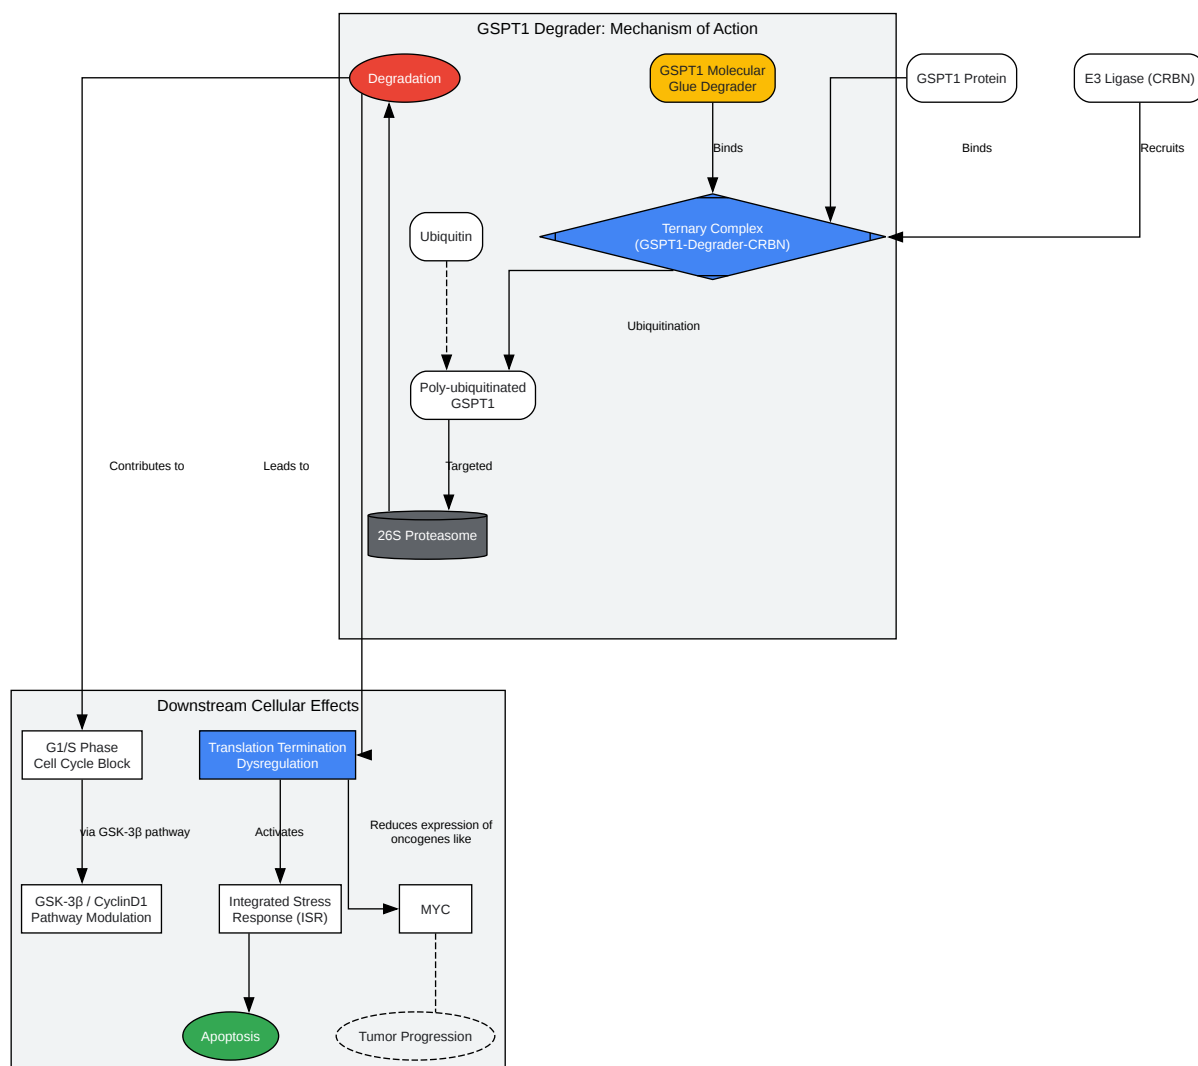 GSPT1 Degrader: Mechanism of Action
Degradation
GSPT1 Molecular
Glue Degrader
GSPT1 Protein
E3 Ligase (CRBN)
Binds
Binds
Recruits
Ubiquitin
Ternary Complex
(GSPT1-Degrader-CRBN)
Ubiquitination
Poly-ubiquitinated
GSPT1
Contributes to
Leads to
Targeted
26S Proteasome
Downstream Cellular Effects
G1/S Phase
Cell Cycle Block
Translation Termination
Dysregulation
via GSK-3β pathway
Activates
Reduces expression of
oncogenes like
GSK-3β / CyclinD1
Pathway Modulation
Integrated Stress
Response (ISR)
MYC
Apoptosis
Tumor Progression